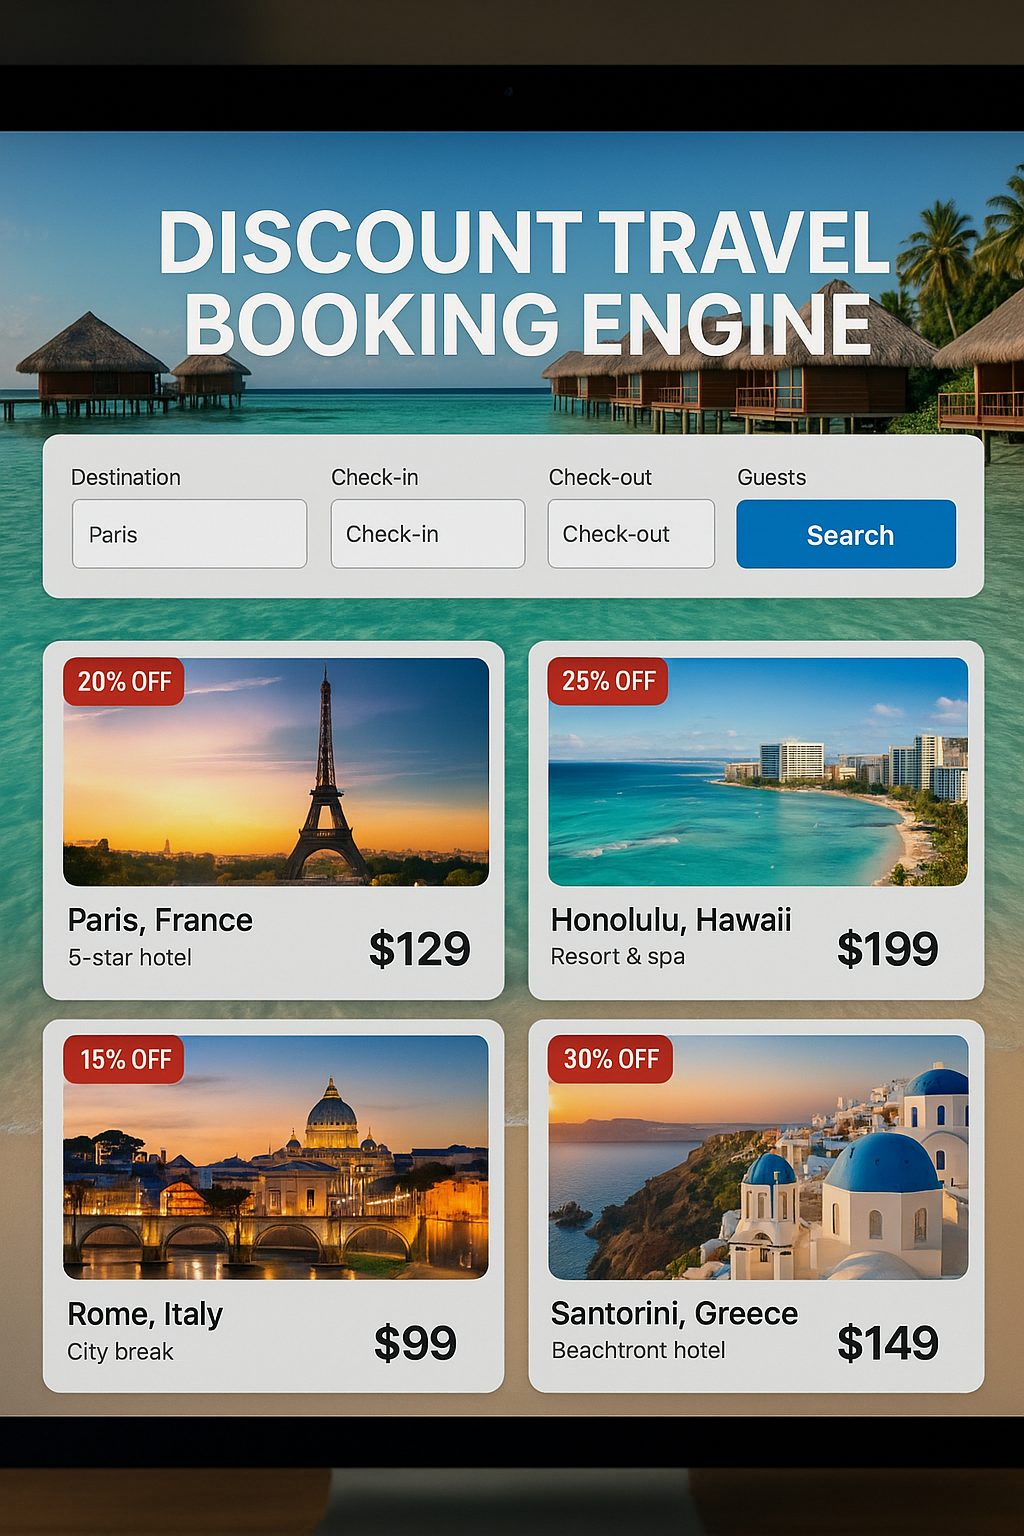 DISCOUNT TRAVEL
BOOKING ENGINE
Destination
Check-in
Check-out
Guests
Paris
Check-in
Check-out
Search
20% OFF
Paris, France
5-star hotel
$129
25% OFF
Honolulu, Hawaii
Resort & spa
$199
15% OFF
Rome, Italy
City break
$99
30% OFF
Santorini, Greece
Beachtront hotel
$149